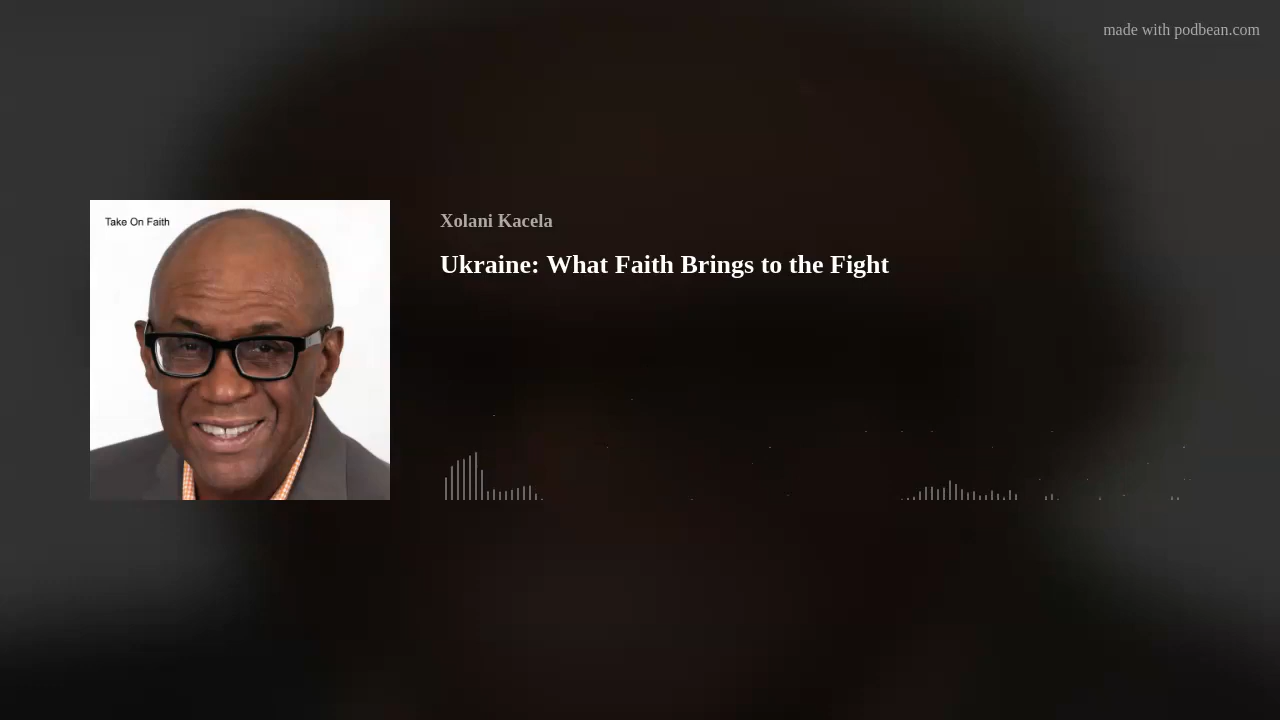 made with podbean.com
Take On Faith
Xolani Kacela
Ukraine: What Faith Brings to the Fight